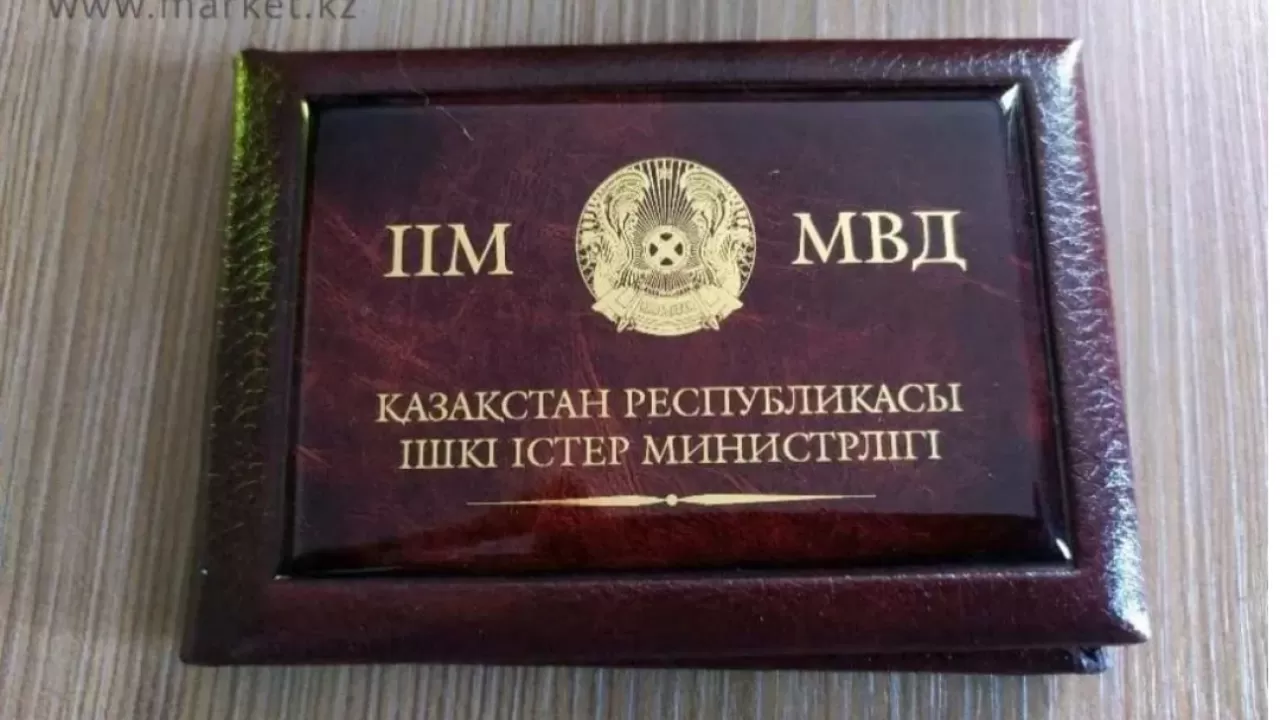 www.market.kz
ІІМ МВД
ҚАЗАҚСТАН РЕСПУБЛИКАСЫ
ІШКІ ІСТЕР МИНИСТРЛІГІ